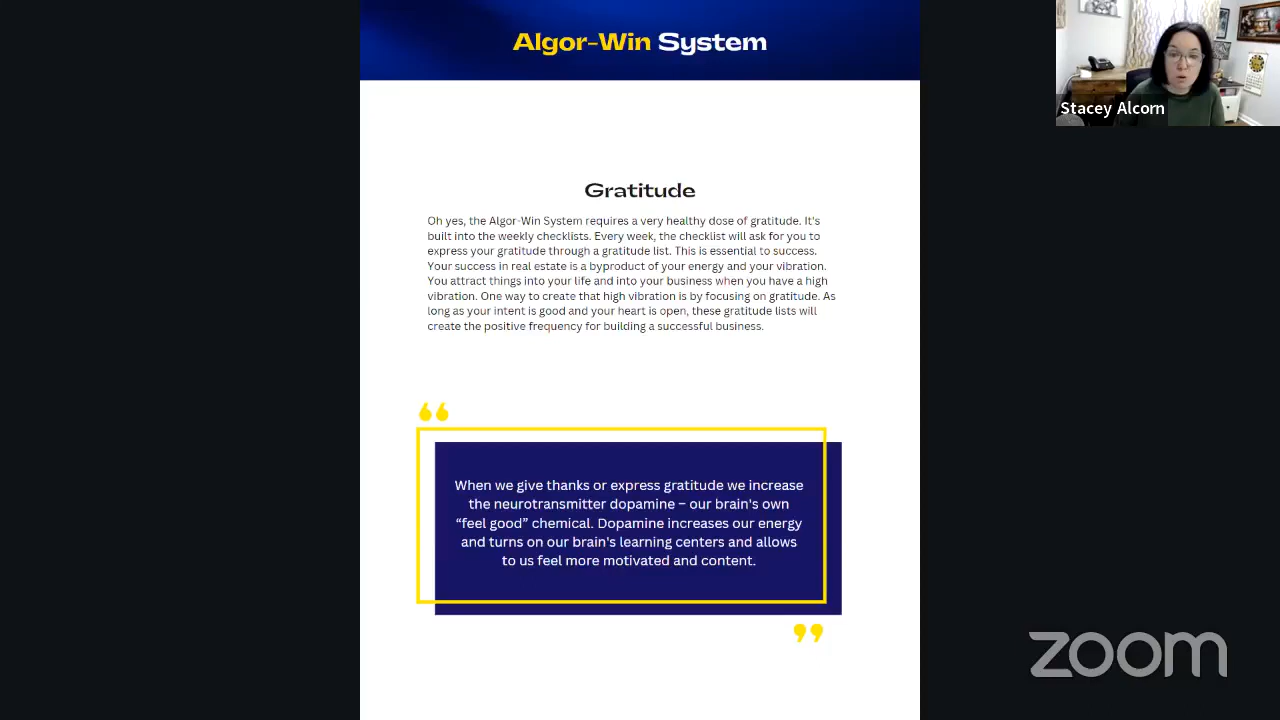 Algor-Win System
Stacey Alcorn
Gratitude
Oh yes, the Algor-Win System requires a very healthy dose of gratitude. It's
built into the weekly checklists. Every week, the checklist will ask for you to
express your gratitude through a gratitude list. This is essential to success.
Your success in real estate is a byproduct of your energy and your vibration.
You attract things into your life and into your business when you have a high
vibration. One way to create that high vibration is by focusing on gratitude. As
long as your intent is good and your heart is open, these gratitude lists will
create the positive frequency for building a successful business.
“
When we give thanks or express gratitude we increase
the neurotransmitter dopamine – our brain's own
“feel good” chemical. Dopamine increases our energy
and turns on our brain's learning centers and allows
to us feel more motivated and content.
”
zoom